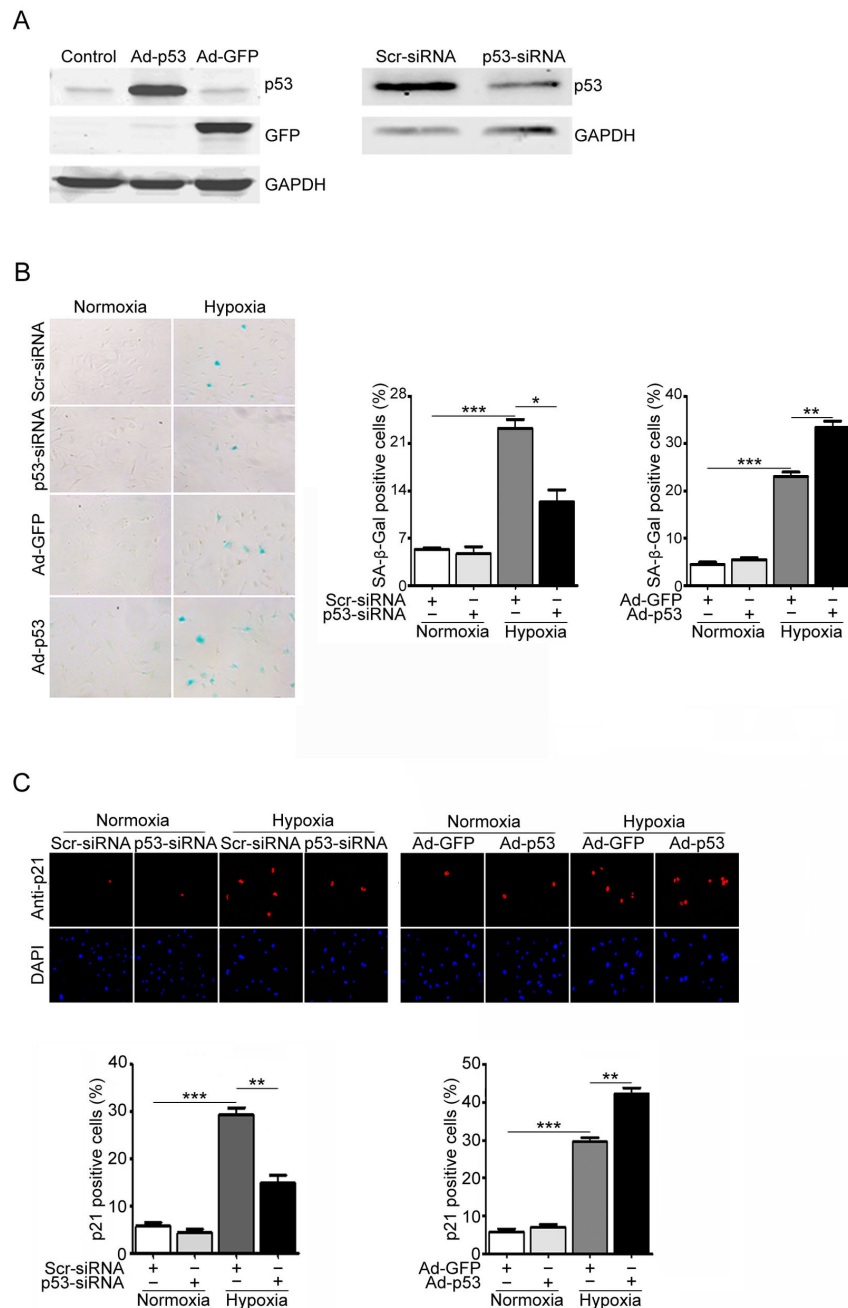 A
Control Ad-p53 Ad-GFP
p53
GFP
GAPDH
Scr-siRNA p53-siRNA
p53
GAPDH
B
Normoxia Hypoxia
Scr-siRNA
p53-siRNA
Ad-GFP
Ad-p53
SA-β-Gal positive cells (%)
28
21
14
7
0
*** *
Scr-siRNA + − + −
p53-siRNA − + − +
Normoxia Hypoxia
SA-β-Gal positive cells (%)
40
30
20
10
0
*** **
Ad-GFP + − + −
Ad-p53 − + − +
Normoxia Hypoxia
C
Normoxia Hypoxia
Scr-siRNA p53-siRNA Scr-siRNA p53-siRNA
Normoxia Hypoxia
Ad-GFP Ad-p53 Ad-GFP Ad-p53
Anti-p21
DAPI
p21 positive cells (%)
40
30
20
10
0
*** **
Scr-siRNA + − + −
p53-siRNA − + − +
Normoxia Hypoxia
p21 positive cells (%)
50
40
30
20
10
0
*** **
Ad-GFP + − + −
Ad-p53 − + − +
Normoxia Hypoxia